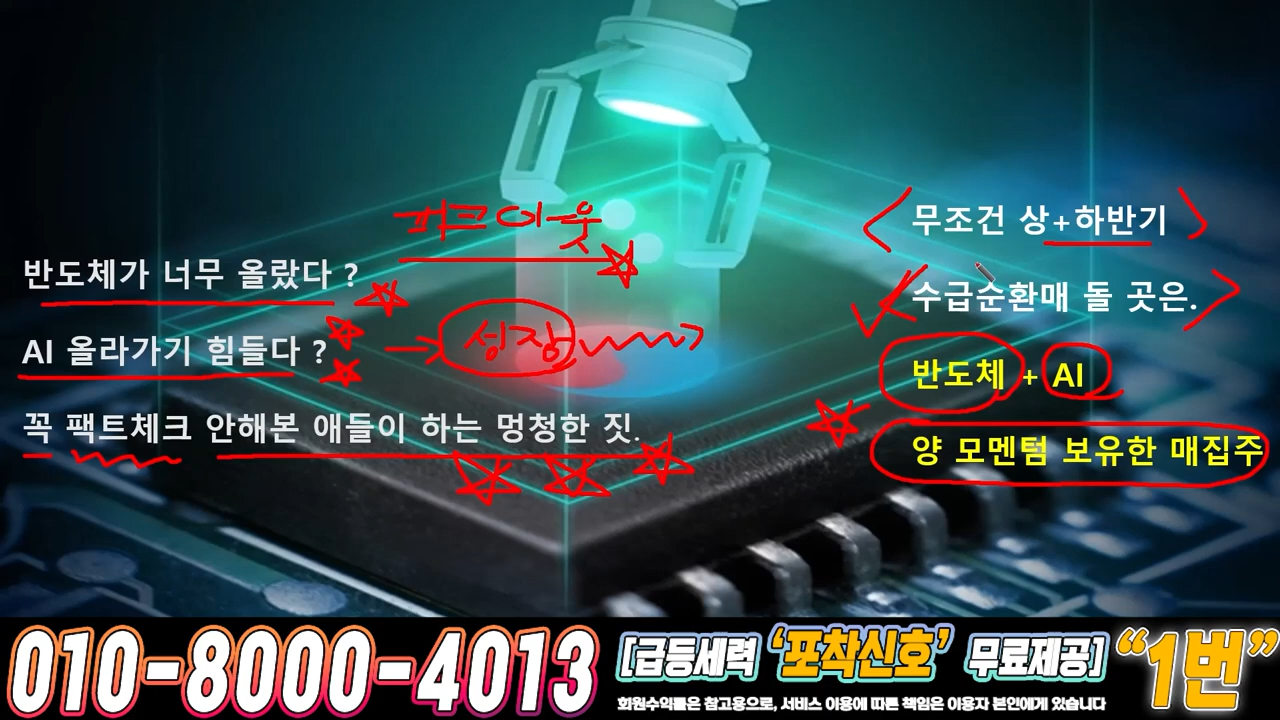 피크아웃
반도체가 너무 올랐다 ?
AI 올라가기 힘들다 ?
성장
꼭 팩트체크 안해본 애들이 하는 멍청한 짓.
무조건 상+하반기
수급순환매 돌 곳은.
반도체 + AI
양 모멘텀 보유한 매집주
010-8000-4013
[급등세력 ‘포착신호’ 무료제공] “1번”
회원수익률은 참고용으로, 서비스 이용에 따른 책임은 이용자 본인에게 있습니다